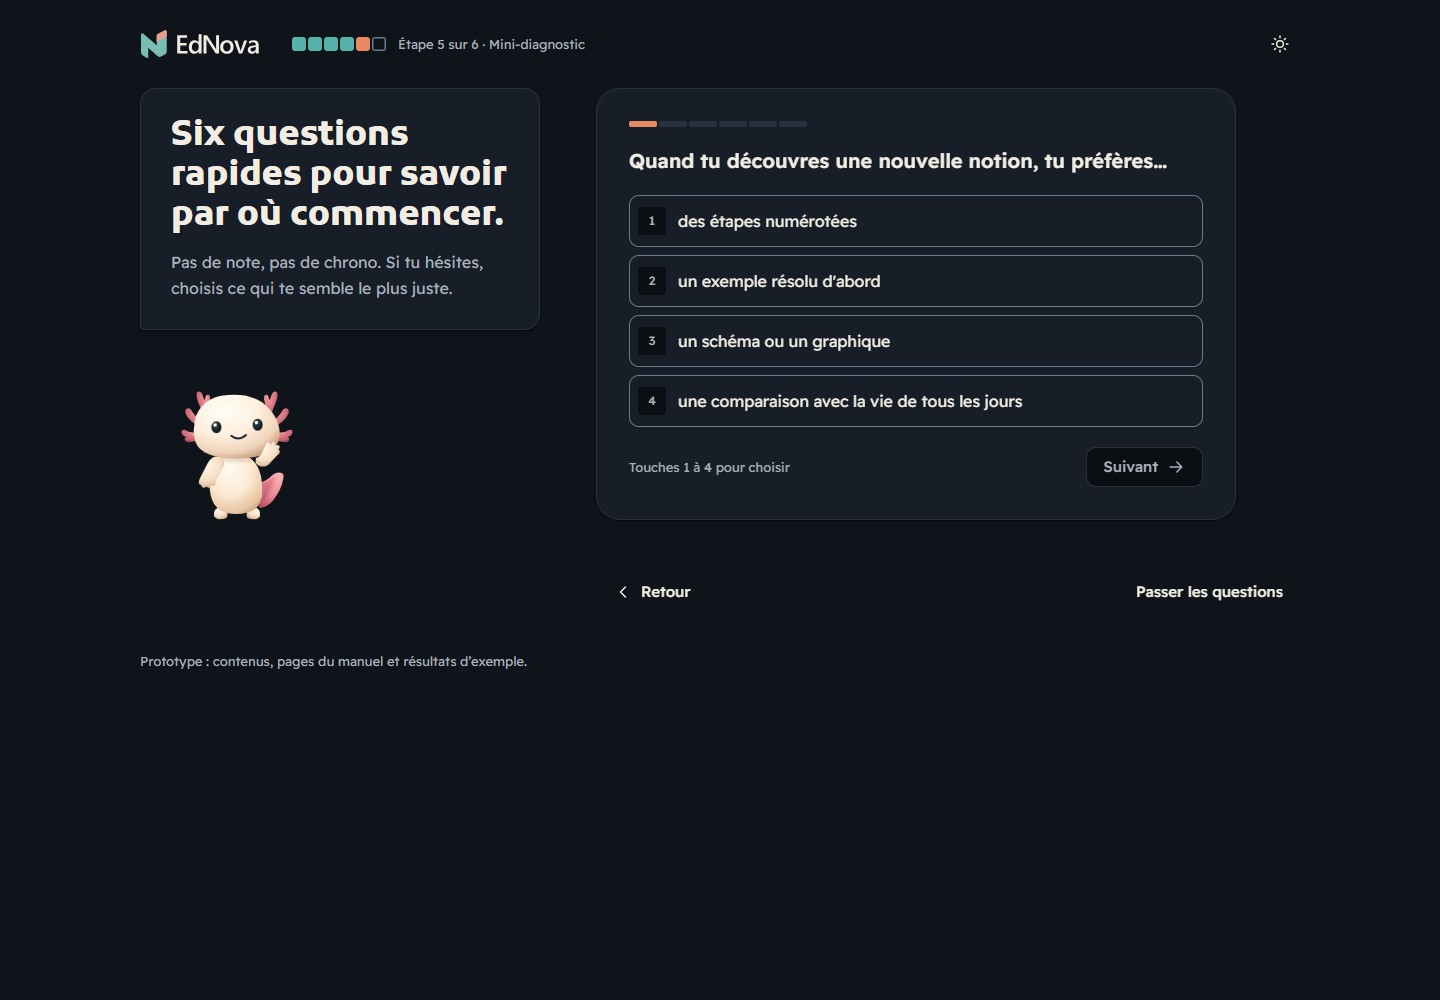 EdNova
Étape 5 sur 6 · Mini-diagnostic
Six questions
rapides pour savoir
par où commencer.
Pas de note, pas de chrono. Si tu hésites,
choisis ce qui te semble le plus juste.
Quand tu découvres une nouvelle notion, tu préfères…
1 des étapes numérotées
2 un exemple résolu d'abord
3 un schéma ou un graphique
4 une comparaison avec la vie de tous les jours
Touches 1 à 4 pour choisir
Suivant
Retour
Passer les questions
Prototype : contenus, pages du manuel et résultats d’exemple.